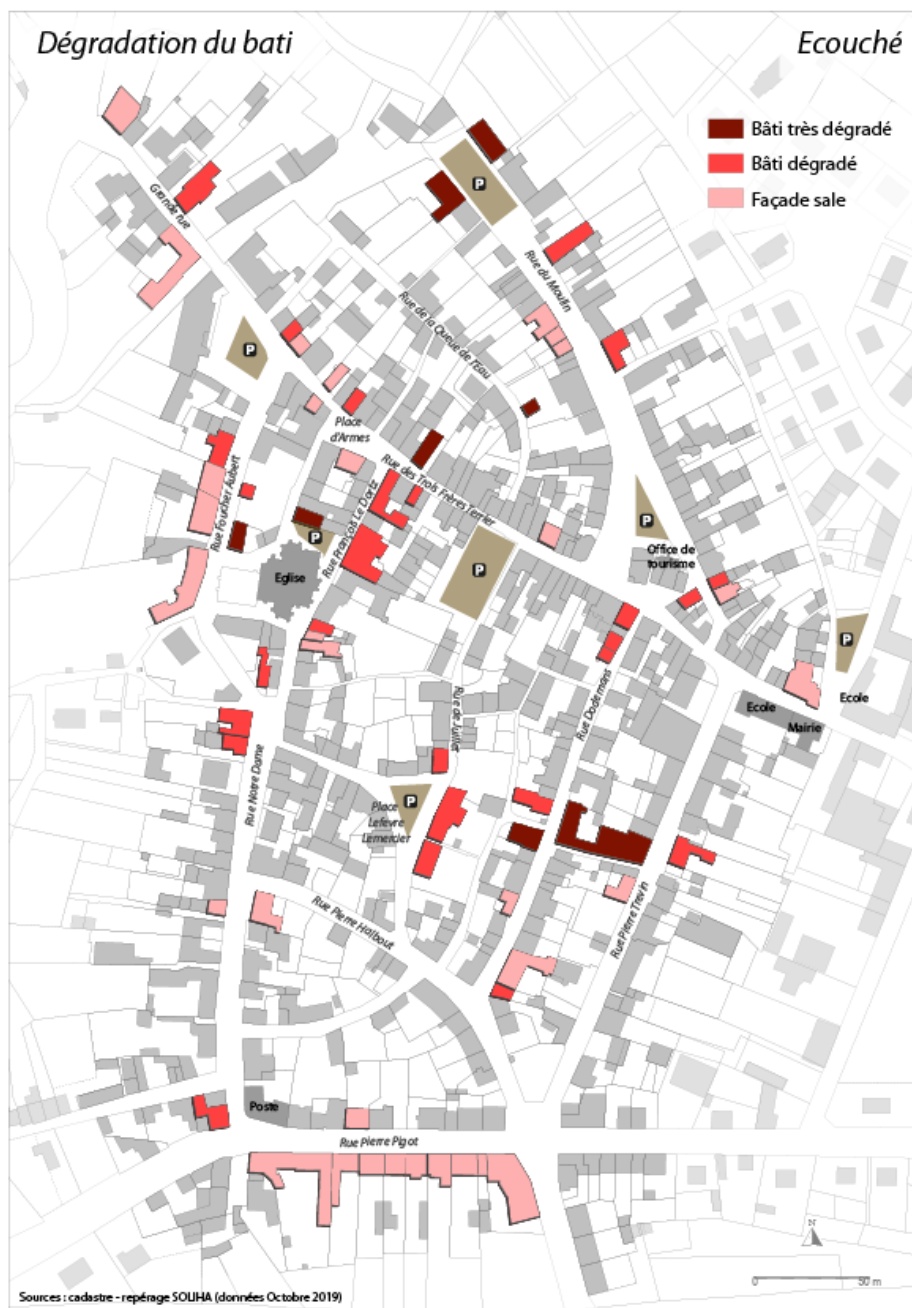 Dégradation du bati
Ecouché
Bâti très dégradé
Bâti dégradé
Façade sale
P
Grande rue
Rue du Moulin
Rue de la Queue de l'Eau
P
Place
d'Armes
Rue des Trois Frères Terrier
Rue Foucher Aubert
Rue François Le Dortz
P
P
P
Office de
tourisme
Eglise
P
Rue Dodemans
Rue de Juillet
Ecole
Ecole
Mairie
Rue Notre Dame
P
Place
Lefevre
Lemercier
Rue Pierre Trevin
Rue Pierre Halbout
Poste
Rue Pierre Pigot
N
0
50 m
Sources : cadastre - repérage SOLIHA (données Octobre 2019)